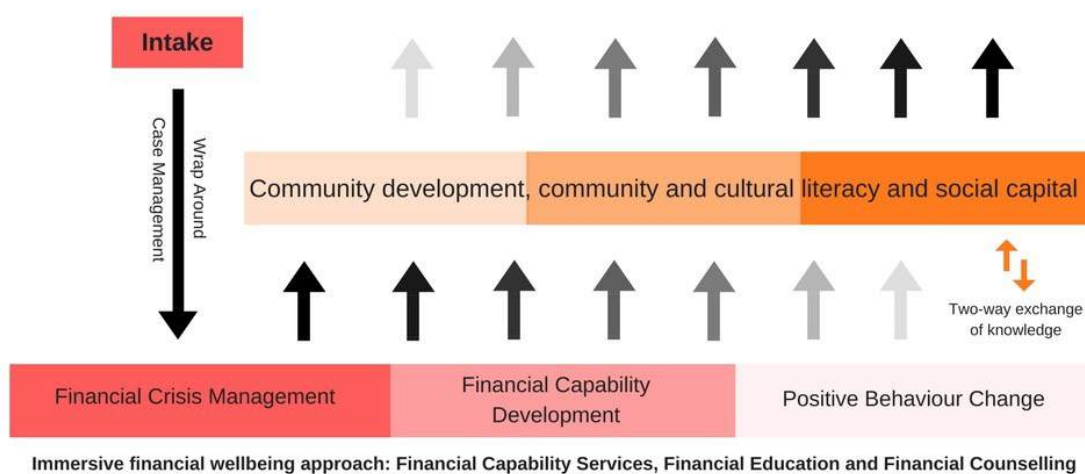 Intake
Wrap Around
Case Management
Community development, community and cultural literacy and social capital
Two-way exchange
of knowledge
Financial Crisis Management
Financial Capability
Development
Positive Behaviour Change
Immersive financial wellbeing approach: Financial Capability Services, Financial Education and Financial Counselling